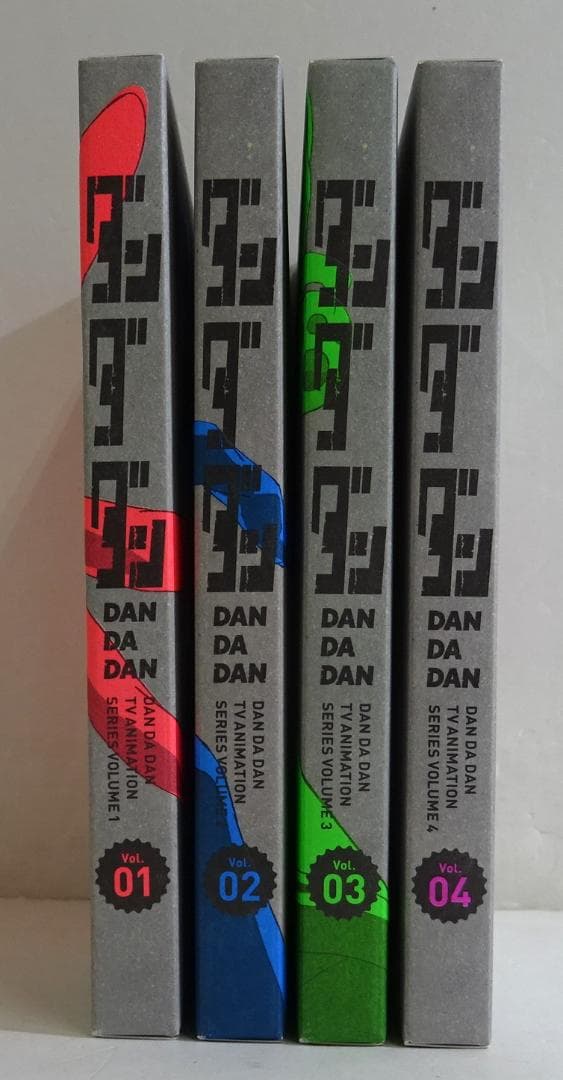 ダン
ダ
ダン
DAN
DA
DAN
DAN DA DAN
TV ANIMATION
SERIES VOLUME 1
Vol.
01
ダン
ダ
ダン
DAN
DA
DAN
DAN DA DAN
TV ANIMATION
SERIES VOLUME 2
Vol.
02
ダン
ダ
ダン
DAN
DA
DAN
DAN DA DAN
TV ANIMATION
SERIES VOLUME 3
Vol.
03
ダン
ダ
ダン
DAN
DA
DAN
DAN DA DAN
TV ANIMATION
SERIES VOLUME 4
Vol.
04